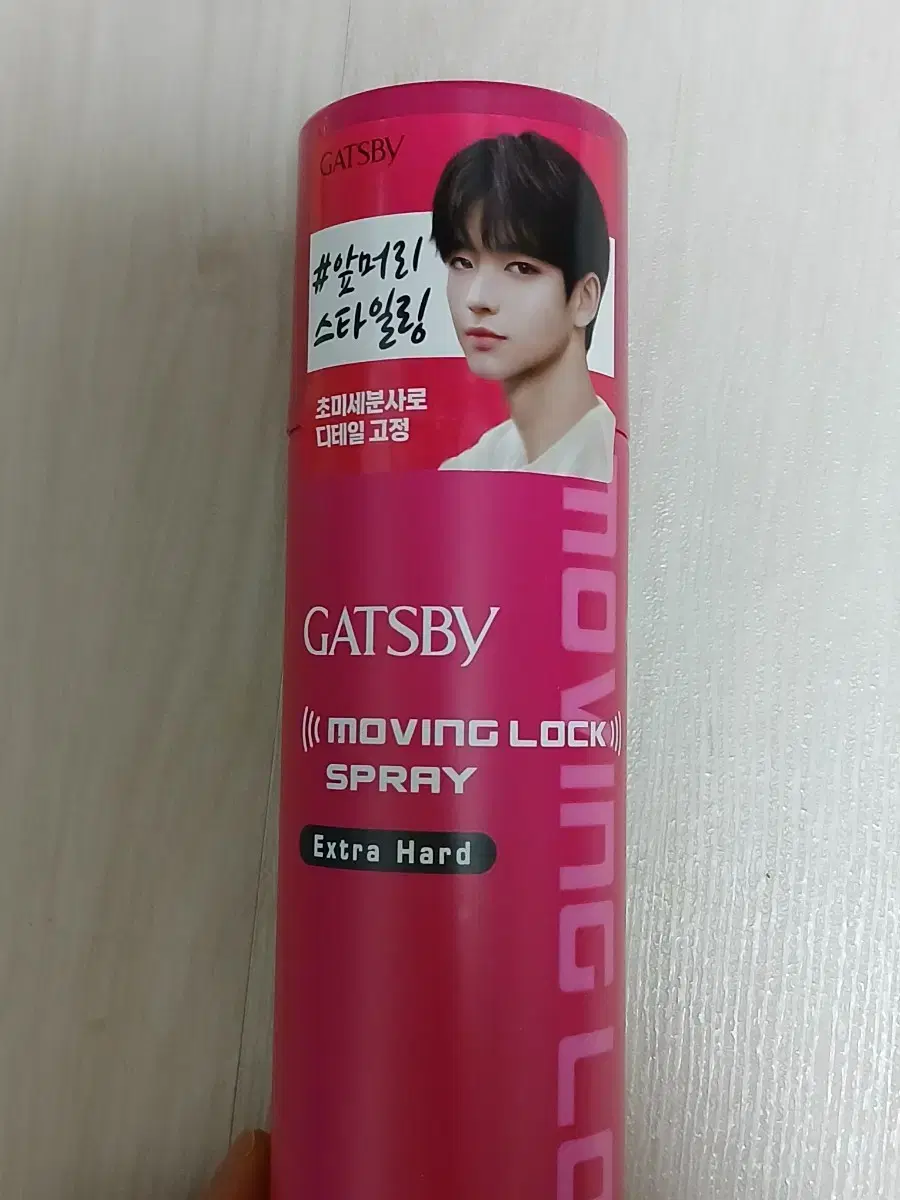 GATSBY
#앞머리
스타일링
초미세분사로
디테일 고정
GATSBY
MOVING LOCK
SPRAY
Extra Hard
MOVING LO